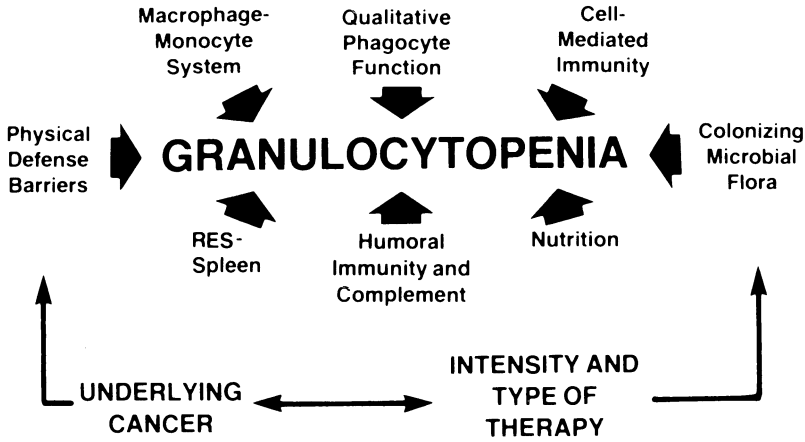 Macrophage-
Monocyte
System
Qualitative
Phagocyte
Function
Cell-
Mediated
Immunity
Physical
Defense
Barriers
GRANULOCYTOPENIA
Colonizing
Microbial
Flora
RES-
Spleen
Humoral
Immunity and
Complement
Nutrition
UNDERLYING
CANCER
INTENSITY AND
TYPE OF
THERAPY